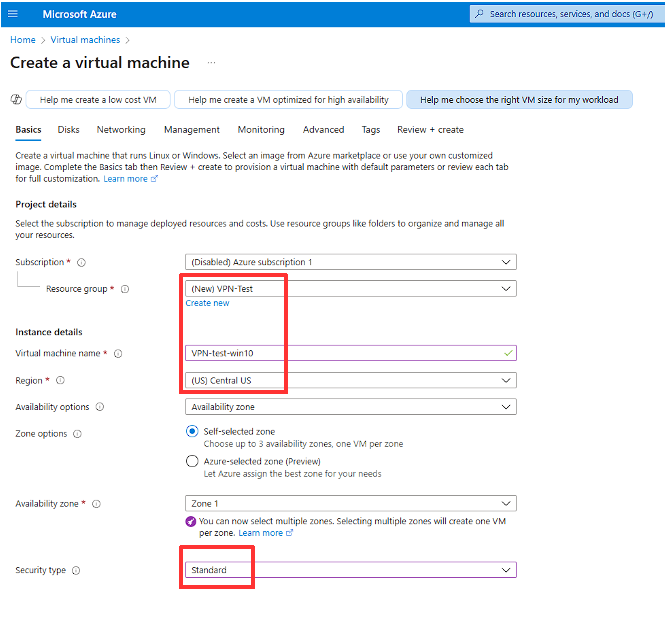 Microsoft Azure
Search resources, services, and docs (G+/)
Home > Virtual machines >
Create a virtual machine ...
Help me create a low cost VM
Help me create a VM optimized for high availability
Help me choose the right VM size for my workload
Basics Disks Networking Management Monitoring Advanced Tags Review + create
Create a virtual machine that runs Linux or Windows. Select an image from Azure marketplace or use your own customized
image. Complete the Basics tab then Review + create to provision a virtual machine with default parameters or review each tab
for full customization. Learn more
Project details
Select the subscription to manage deployed resources and costs. Use resource groups like folders to organize and manage all
your resources.
Subscription * (Disabled) Azure subscription 1
Resource group * (New) VPN-Test
Create new
Instance details
Virtual machine name * VPN-test-win10
Region * (US) Central US
Availability options Availability zone
Zone options Self-selected zone
Choose up to 3 availability zones, one VM per zone
Azure-selected zone (Preview)
Let Azure assign the best zone for your needs
Availability zone * Zone 1
You can now select multiple zones. Selecting multiple zones will create one VM
per zone. Learn more
Security type Standard